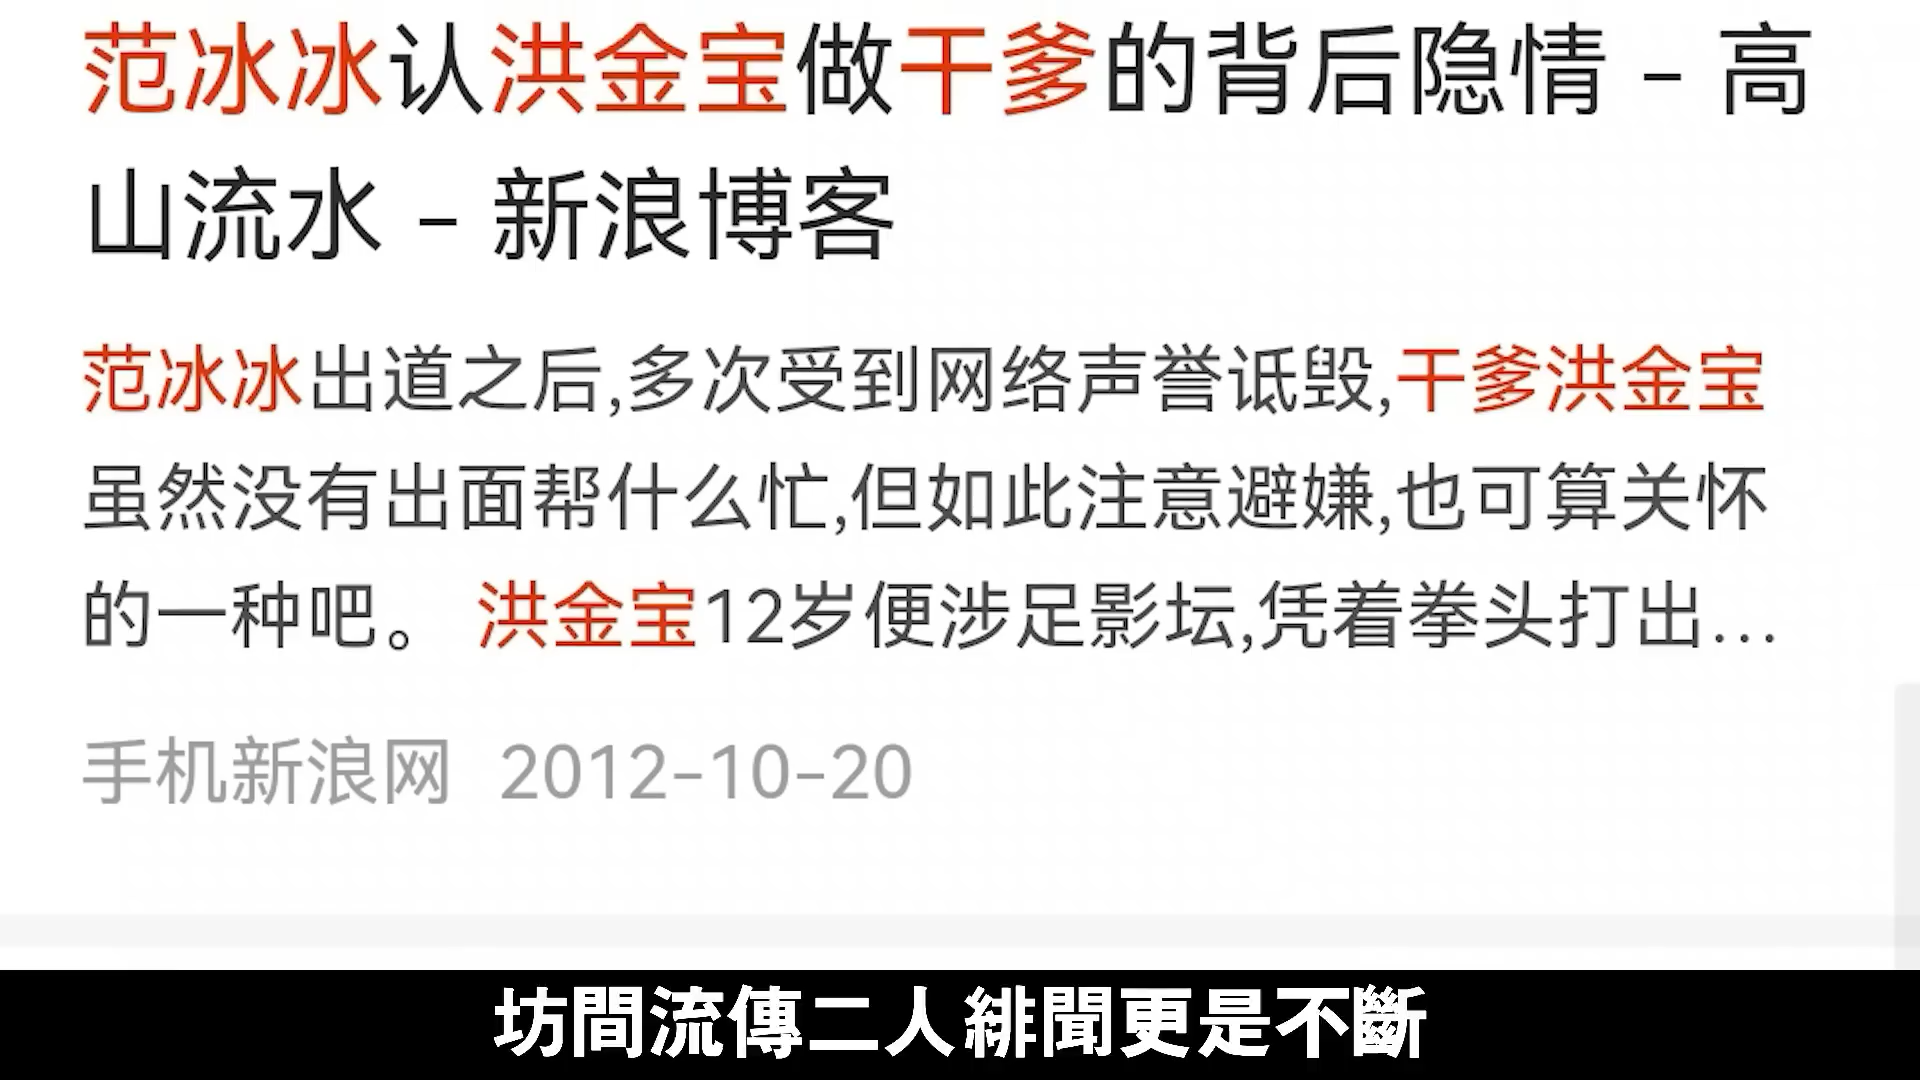 范冰冰认洪金宝做干爹的背后隐情 - 高
山流水 - 新浪博客
范冰冰出道之后,多次受到网络声誉诋毁,干爹洪金宝
虽然没有出面帮什么忙,但如此注意避嫌,也可算关怀
的一种吧。 洪金宝12岁便涉足影坛,凭着拳头打出...
手机新浪网 2012-10-20
坊間流傳二人緋聞更是不斷